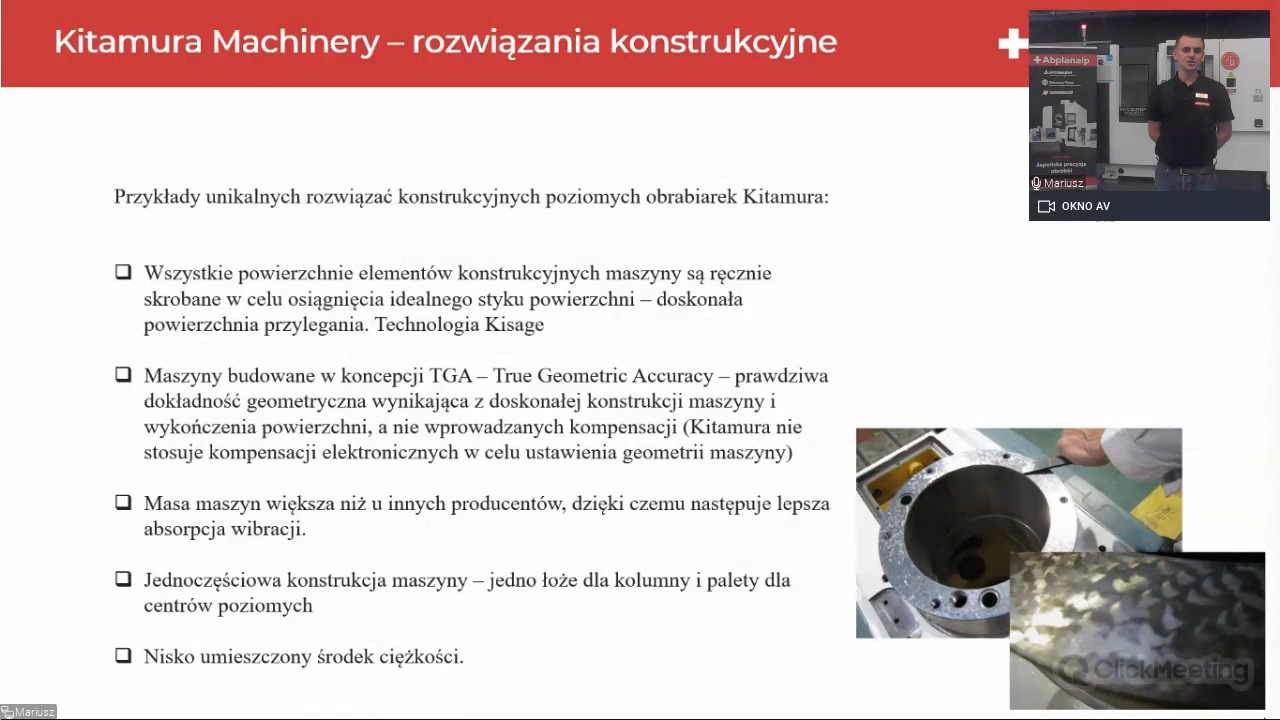 Kitamura Machinery – rozwiązania konstrukcyjne
Abplanalp
Japońska precyzja
obróbki
Mariusz
OKNO AV
Przykłady unikalnych rozwiązać konstrukcyjnych poziomych obrabiarek Kitamura:
Wszystkie powierzchnie elementów konstrukcyjnych maszyny są ręcznie
skrobane w celu osiągnięcia idealnego styku powierzchni – doskonała
powierzchnia przylegania. Technologia Kisage
Maszyny budowane w koncepcji TGA – True Geometric Accuracy – prawdziwa
dokładność geometryczna wynikająca z doskonałej konstrukcji maszyny i
wykończenia powierzchni, a nie wprowadzanych kompensacji (Kitamura nie
stosuje kompensacji elektronicznych w celu ustawienia geometrii maszyny)
Masa maszyn większa niż u innych producentów, dzięki czemu następuje lepsza
absorpcja wibracji.
Jednoczęściowa konstrukcja maszyny – jedno łoże dla kolumny i palety dla
centrów poziomych
Nisko umieszczony środek ciężkości.
ClickMeeting
Mariusz